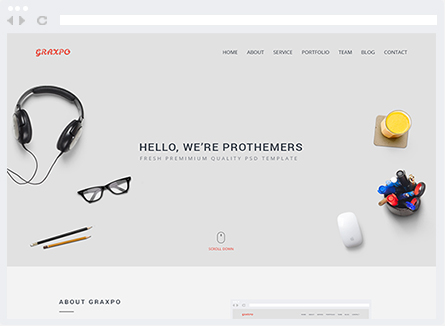 GRAXPO
HOME ABOUT SERVICE PORTFOLIO TEAM BLOG CONTACT
HELLO, WE'RE PROTHEMERS
FRESH PREMIMIUM QUALITY PSD TEMPLATE
SCROLL DOWN
ABOUT GRAXPO